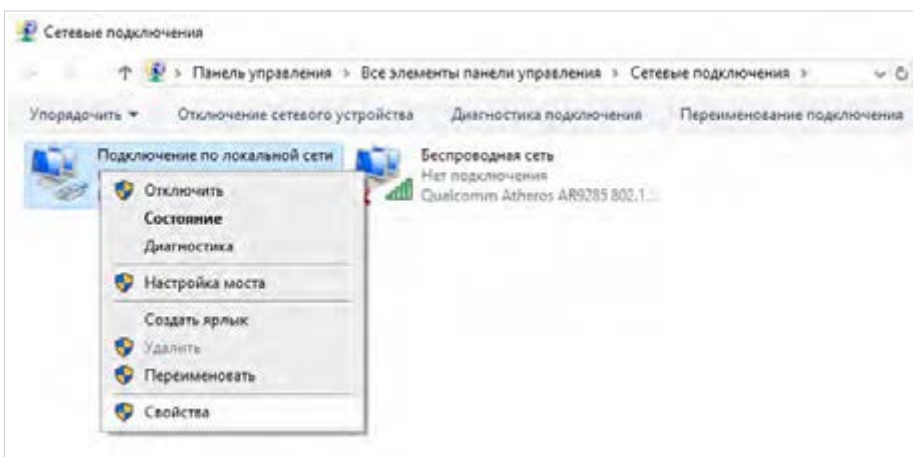 Сетевые подключения
Панель управления > Все элементы панели управления > Сетевые подключения >
Упорядочить Отключение сетевого устройства Диагностика подключения Переименование подключения
Подключение по локальной сети
Беспроводная сеть
Нет подключения
Qualcomm Atheros AR9285 802.1...
Отключить
Состояние
Диагностика
Настройка моста
Создать ярлык
Удалить
Переименовать
Свойства